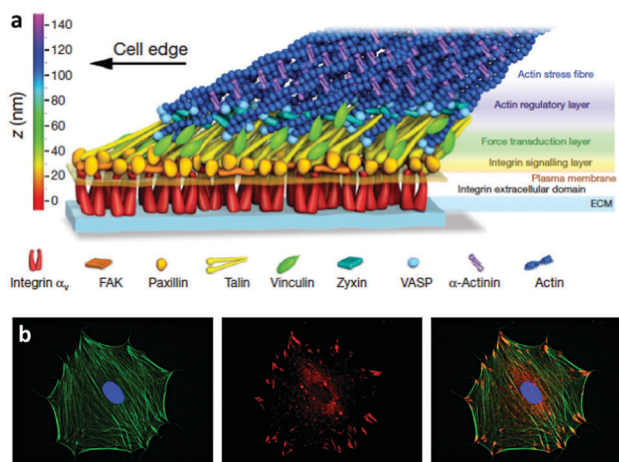 a
Cell edge
z (nm)
140
120
100
80
60
40
20
0
Actin stress fibre
Actin regulatory layer
Force transduction layer
Integrin signalling layer
Plasma membrane
Integrin extracellular domain
ECM
Integrin αv FAK Paxillin Talin Vinculin Zyxin VASP α-Actinin Actin
b